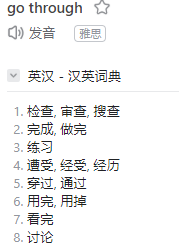 go through
发音 雅思
英汉 - 汉英词典
1. 检查, 审查, 搜查
2. 完成, 做完
3. 练习
4. 遭受, 经受, 经历
5. 穿过, 通过
6. 用完, 用掉
7. 看完
8. 讨论